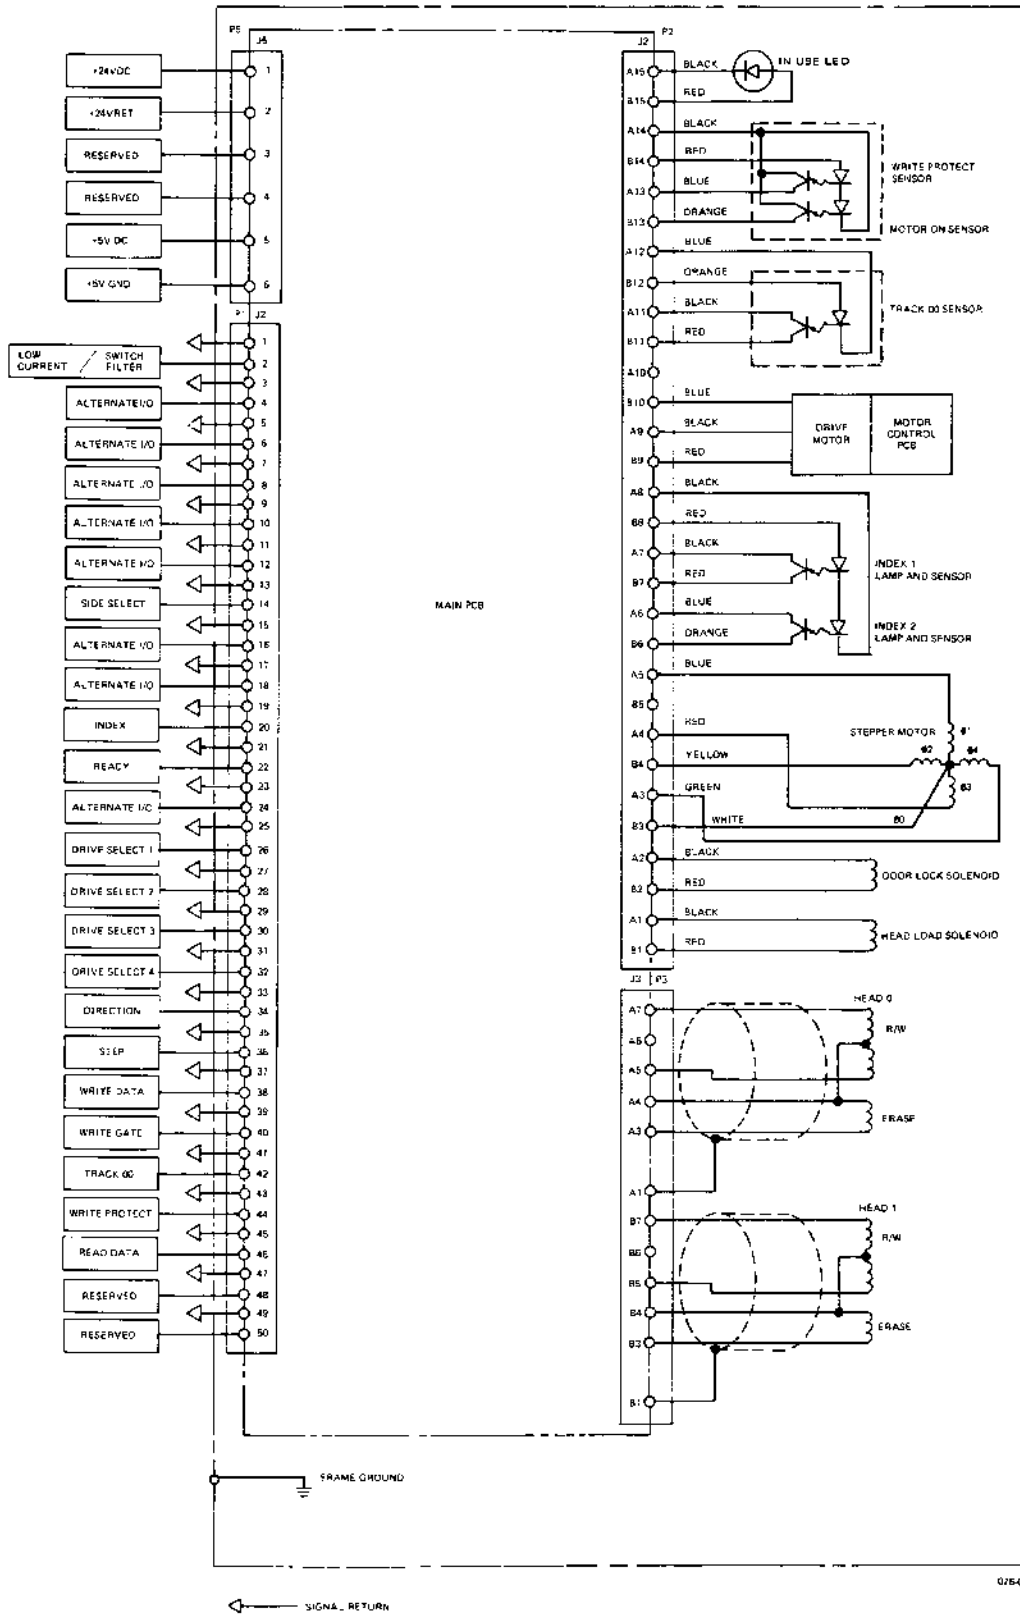 P5
J5
+24VDC 1
+24VRET 2
RESERVED 3
RESERVED 4
+5V DC 5
+5V GND 6
P1 J2
1
LOW CURRENT / SWITCH FILTER 2
3
ALTERNATE I/O 4
5
ALTERNATE I/O 6
7
ALTERNATE I/O 8
9
ALTERNATE I/O 10
11
ALTERNATE I/O 12
13
SIDE SELECT 14
15
ALTERNATE I/O 16
17
ALTERNATE I/O 18
19
INDEX 20
21
READY 22
23
ALTERNATE I/O 24
25
DRIVE SELECT 1 26
27
DRIVE SELECT 2 28
29
DRIVE SELECT 3 30
31
DRIVE SELECT 4 32
33
DIRECTION 34
35
STEP 36
37
WRITE DATA 38
39
WRITE GATE 40
41
TRACK 00 42
43
WRITE PROTECT 44
45
READ DATA 46
47
RESERVED 48
49
RESERVED 50
MAIN PCB
P2
J2
A15 BLACK IN USE LED
B15 RED
A14 BLACK
B14 RED
WRITE PROTECT
SENSOR
A13 BLUE
B13 ORANGE
MOTOR ON SENSOR
A12 BLUE
B12 ORANGE
A11 BLACK
TRACK 00 SENSOR
B11 RED
A10
B10 BLUE
A9 BLACK
B9 RED
DRIVE
MOTOR
MOTOR
CONTROL
PCB
A8 BLACK
B8 RED
A7 BLACK
B7 RED
INDEX 1
LAMP AND SENSOR
A6 BLUE
B6 ORANGE
INDEX 2
LAMP AND SENSOR
A5 BLUE
B5
A4 RED
STEPPER MOTOR
B4 YELLOW
A3 GREEN
B3 WHITE
A2 BLACK
B2 RED
DOOR LOCK SOLENOID
A1 BLACK
B1 RED
HEAD LOAD SOLENOID
J3 P3
HEAD 0
A7
R/W
A6
A5
A4
ERASE
A3
A1
HEAD 1
B7
R/W
B6
B5
B4
ERASE
B3
B1
FRAME GROUND
SIGNAL RETURN